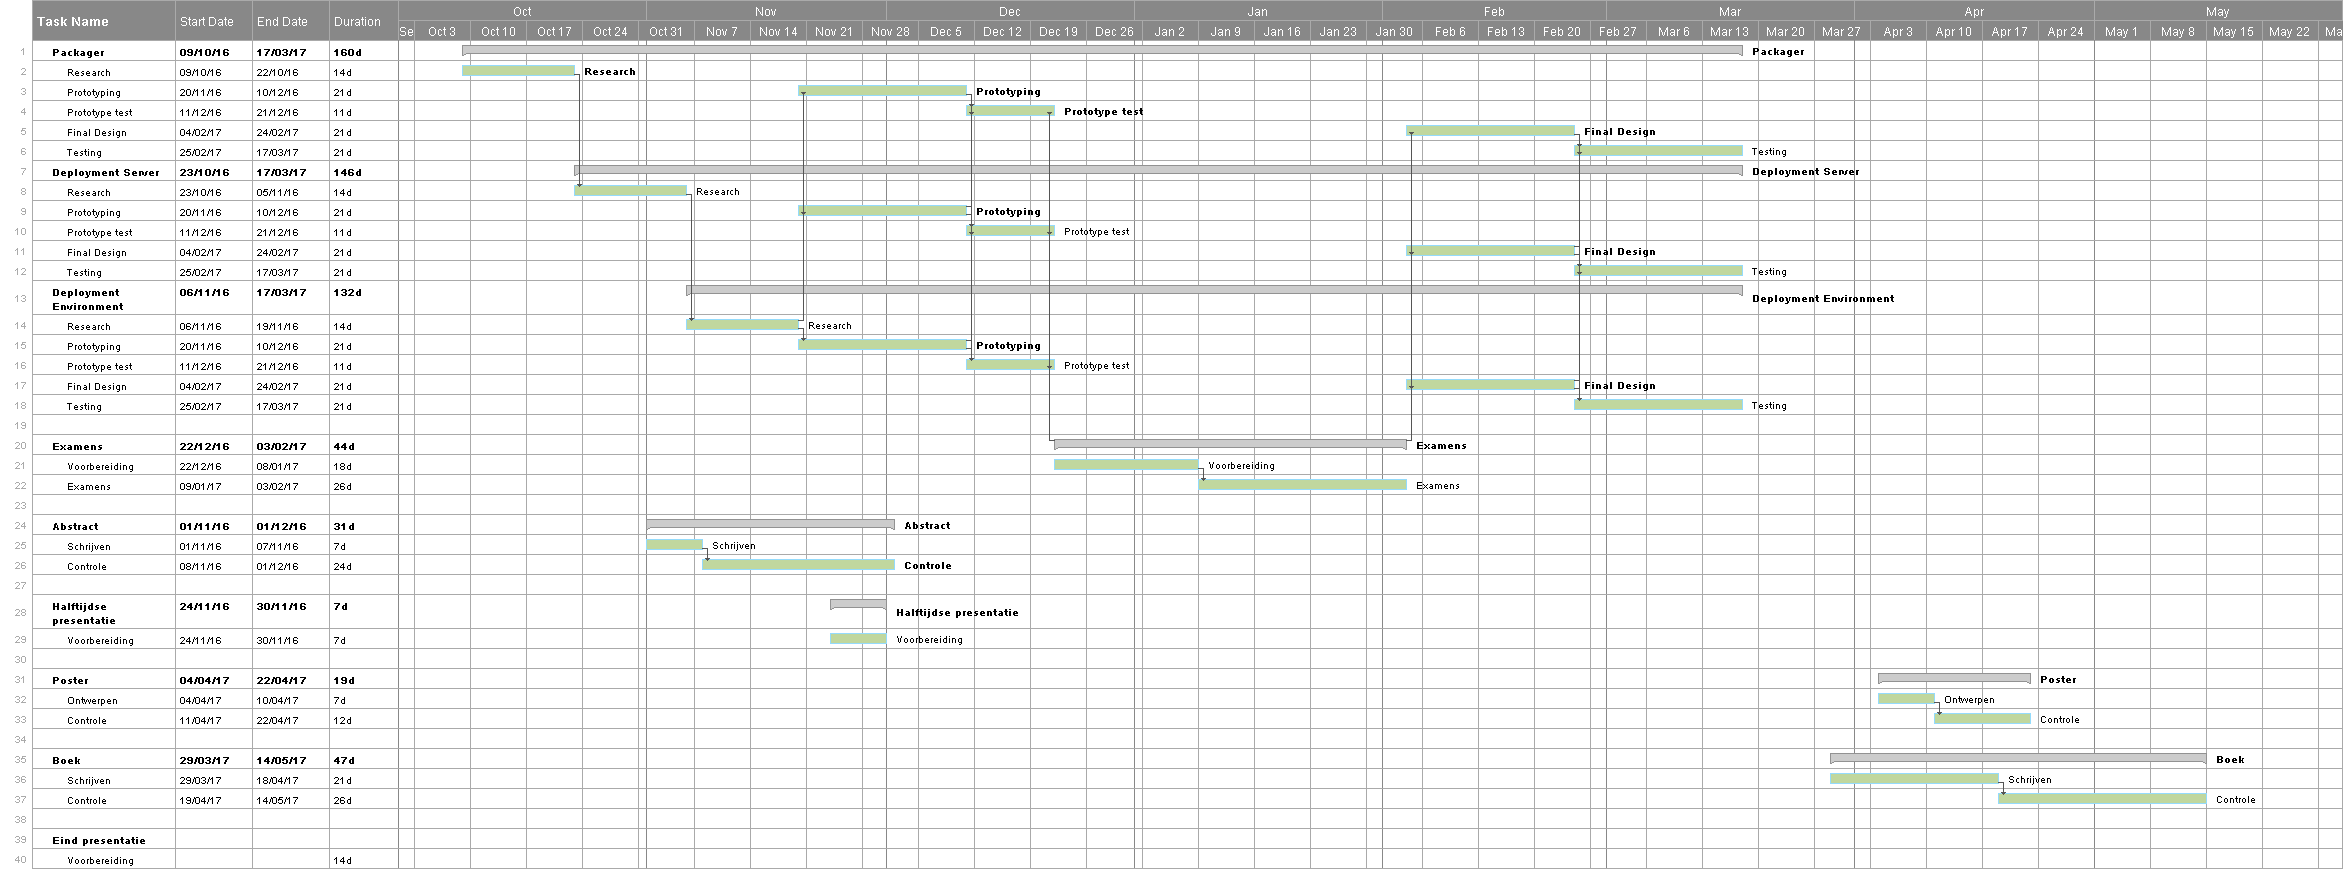 Task Name Start Date End Date Duration Oct Nov Dec Jan Feb Mar Apr May
Se Oct 3 Oct 10 Oct 17 Oct 24 Oct 31 Nov 7 Nov 14 Nov 21 Nov 28 Dec 5 Dec 12 Dec 19 Dec 26 Jan 2 Jan 9 Jan 16 Jan 23 Jan 30 Feb 6 Feb 13 Feb 20 Feb 27 Mar 6 Mar 13 Mar 20 Mar 27 Apr 3 Apr 10 Apr 17 Apr 24 May 1 May 8 May 15 May 22 Ma
1 Packager 09/10/16 17/03/17 160d Packager
2 Research 09/10/16 22/10/16 14d Research
3 Prototyping 20/11/16 10/12/16 21d Prototyping
4 Prototype test 11/12/16 21/12/16 11d Prototype test
5 Final Design 04/02/17 24/02/17 21d Final Design
6 Testing 25/02/17 17/03/17 21d Testing
7 Deployment Server 23/10/16 17/03/17 146d Deployment Server
8 Research 23/10/16 05/11/16 14d Research
9 Prototyping 20/11/16 10/12/16 21d Prototyping
10 Prototype test 11/12/16 21/12/16 11d Prototype test
11 Final Design 04/02/17 24/02/17 21d Final Design
12 Testing 25/02/17 17/03/17 21d Testing
13 Deployment 06/11/16 17/03/17 132d Deployment Environment
Environment
14 Research 06/11/16 19/11/16 14d Research
15 Prototyping 20/11/16 10/12/16 21d Prototyping
16 Prototype test 11/12/16 21/12/16 11d Prototype test
17 Final Design 04/02/17 24/02/17 21d Final Design
18 Testing 25/02/17 17/03/17 21d Testing
19
20 Examens 22/12/16 03/02/17 44d Examens
21 Voorbereiding 22/12/16 08/01/17 18d Voorbereiding
22 Examens 09/01/17 03/02/17 26d Examens
23
24 Abstract 01/11/16 01/12/16 31d Abstract
25 Schrijven 01/11/16 07/11/16 7d Schrijven
26 Controle 08/11/16 01/12/16 24d Controle
27
28 Halftijdse 24/11/16 30/11/16 7d Halftijdse presentatie
presentatie
29 Voorbereiding 24/11/16 30/11/16 7d Voorbereiding
30
31 Poster 04/04/17 22/04/17 19d Poster
32 Ontwerpen 04/04/17 10/04/17 7d Ontwerpen
33 Controle 11/04/17 22/04/17 12d Controle
34
35 Boek 29/03/17 14/05/17 47d Boek
36 Schrijven 29/03/17 18/04/17 21d Schrijven
37 Controle 19/04/17 14/05/17 26d Controle
38
39 Eind presentatie
40 Voorbereiding 14d